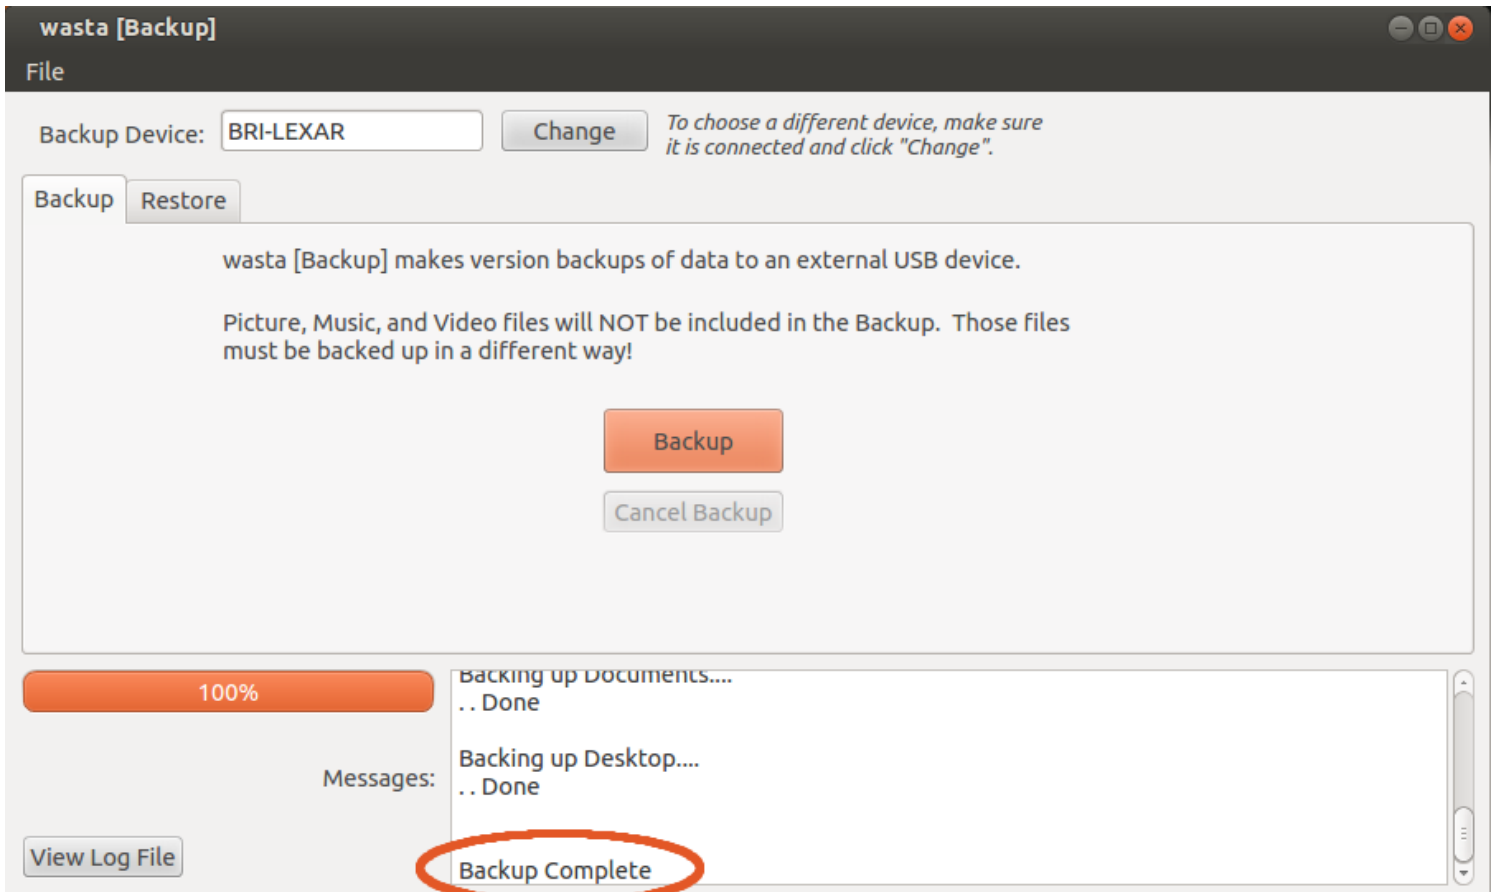 wasta [Backup]
File
Backup Device:
BRI-LEXAR
Change
To choose a different device, make sure
it is connected and click "Change".
Backup
Restore
wasta [Backup] makes version backups of data to an external USB device.
Picture, Music, and Video files will NOT be included in the Backup.  Those files
must be backed up in a different way!
Backup
Cancel Backup
100%
Messages:
View Log File
Backing up Documents....
. . Done
Backing up Desktop....
. . Done
Backup Complete